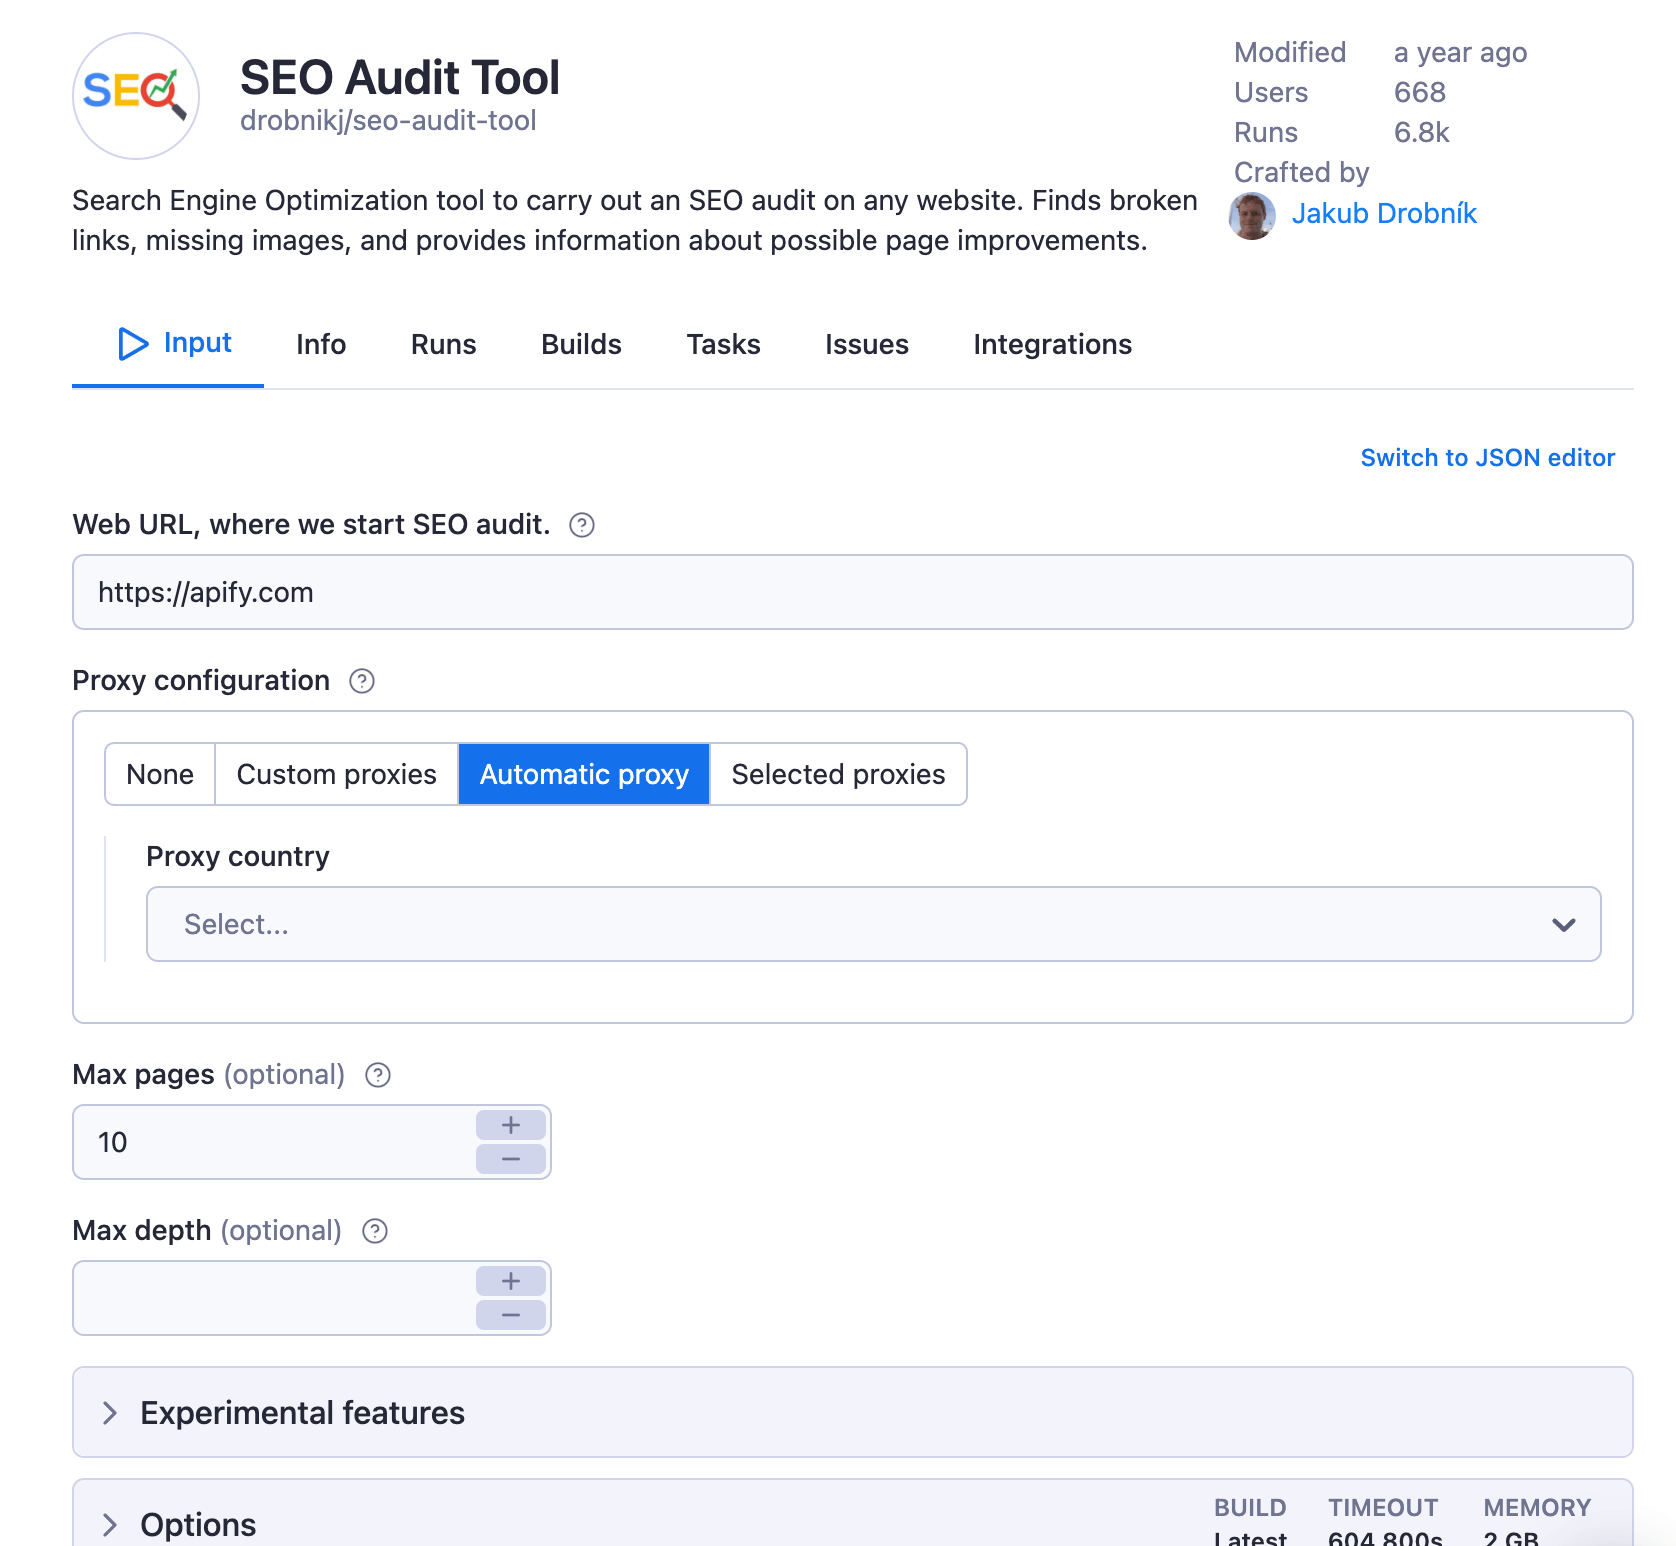 SEO
SEO Audit Tool
drobnikj/seo-audit-tool
Search Engine Optimization tool to carry out an SEO audit on any website. Finds broken
links, missing images, and provides information about possible page improvements.
Modified a year ago
Users 668
Runs 6.8k
Crafted by
Jakub Drobník
Input Info Runs Builds Tasks Issues Integrations
Switch to JSON editor
Web URL, where we start SEO audit. ?
https://apify.com
Proxy configuration ?
None Custom proxies Automatic proxy Selected proxies
Proxy country
Select...
Max pages (optional) ?
10 + −
Max depth (optional) ?
+ −
Experimental features
Options
BUILD TIMEOUT MEMORY
Latest 604 800s 2 GB